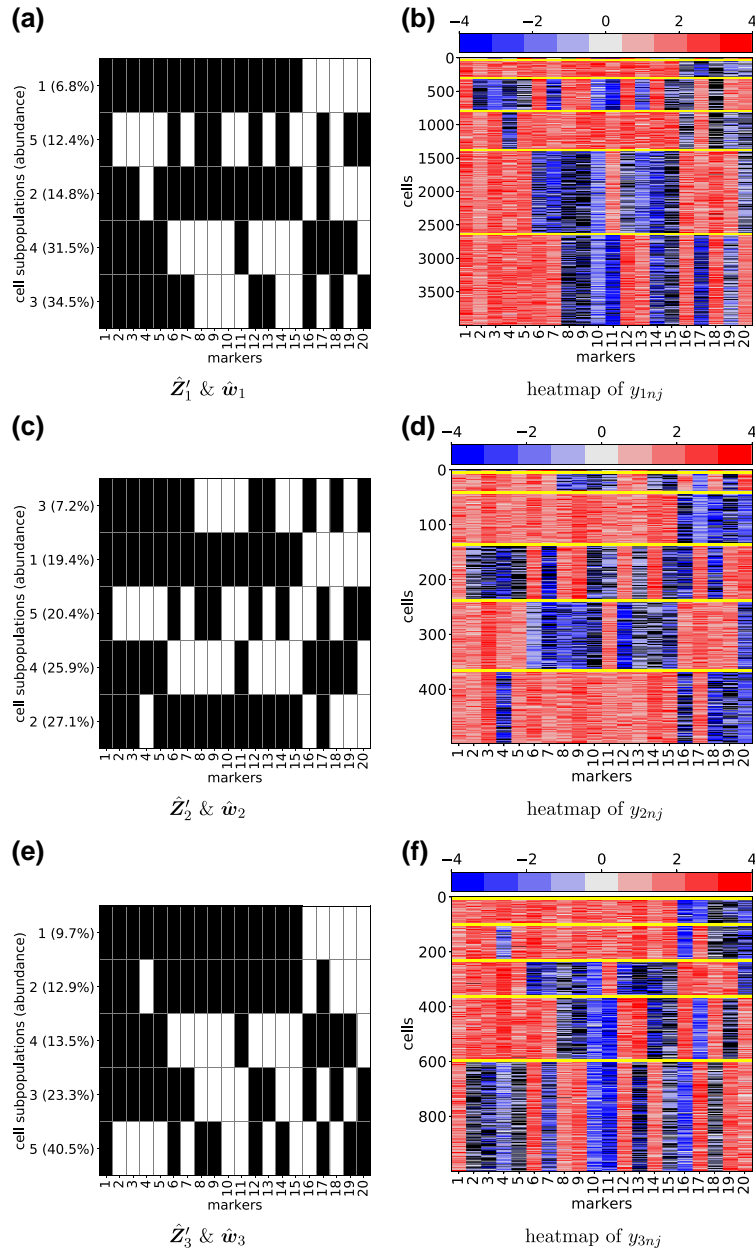 (a)
cell subpopulations (abundance)
1 (6.8%)
5 (12.4%)
2 (14.8%)
4 (31.5%)
3 (34.5%)
1 2 3 4 5 6 7 8 9 10 11 12 13 14 15 16 17 18 19 20
markers
Ẑ′₁ & ŵ₁
(b)
−4 −2 0 2 4
cells
0
500
1000
1500
2000
2500
3000
3500
1 2 3 4 5 6 7 8 9 10 11 12 13 14 15 16 17 18 19 20
markers
heatmap of y₁ₙⱼ
(c)
cell subpopulations (abundance)
3 (7.2%)
1 (19.4%)
5 (20.4%)
4 (25.9%)
2 (27.1%)
1 2 3 4 5 6 7 8 9 10 11 12 13 14 15 16 17 18 19 20
markers
Ẑ′₂ & ŵ₂
(d)
−4 −2 0 2 4
cells
0
100
200
300
400
1 2 3 4 5 6 7 8 9 10 11 12 13 14 15 16 17 18 19 20
markers
heatmap of y₂ₙⱼ
(e)
cell subpopulations (abundance)
1 (9.7%)
2 (12.9%)
4 (13.5%)
3 (23.3%)
5 (40.5%)
1 2 3 4 5 6 7 8 9 10 11 12 13 14 15 16 17 18 19 20
markers
Ẑ′₃ & ŵ₃
(f)
−4 −2 0 2 4
cells
0
200
400
600
800
1 2 3 4 5 6 7 8 9 10 11 12 13 14 15 16 17 18 19 20
markers
heatmap of y₃ₙⱼ